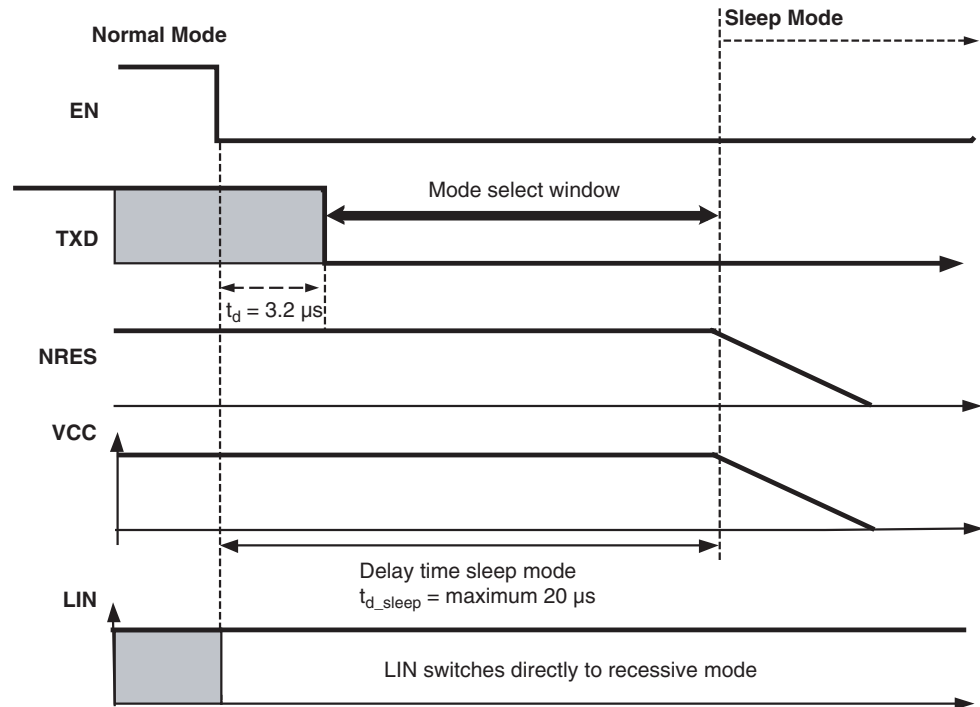 Sleep Mode
Normal Mode
EN
Mode select window
TXD
t_d = 3.2 µs
NRES
VCC
Delay time sleep mode
t_d_sleep = maximum 20 µs
LIN
LIN switches directly to recessive mode